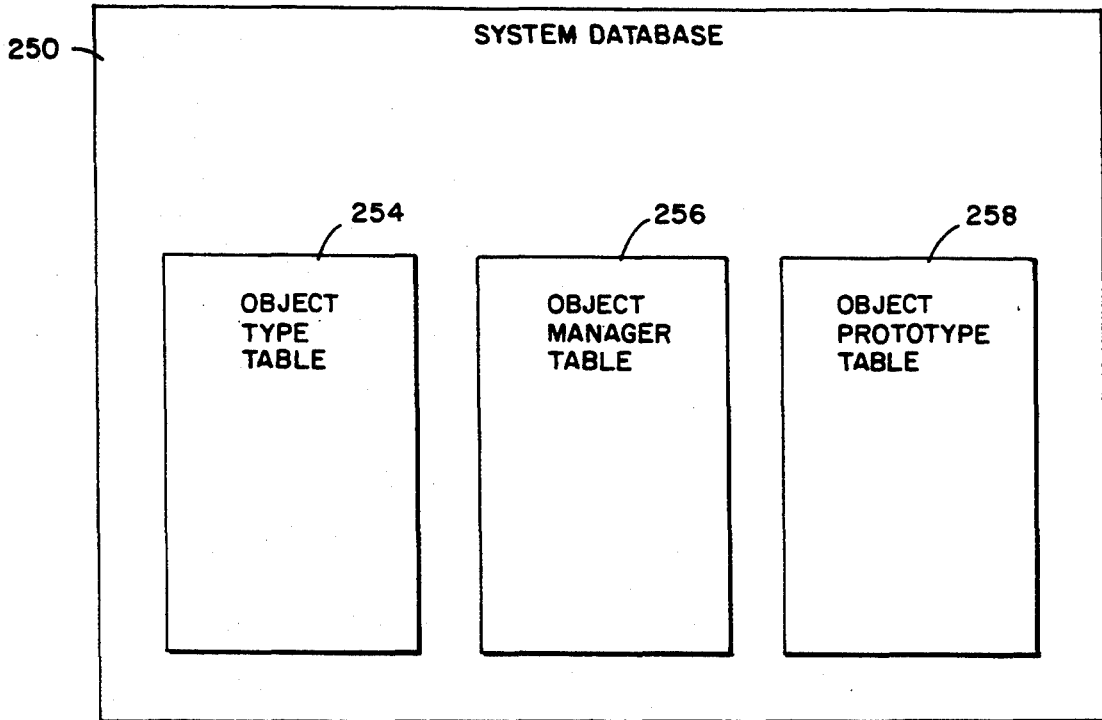 SYSTEM DATABASE
250
254
256
258
OBJECT
TYPE
TABLE
OBJECT
MANAGER
TABLE
OBJECT
PROTOTYPE
TABLE